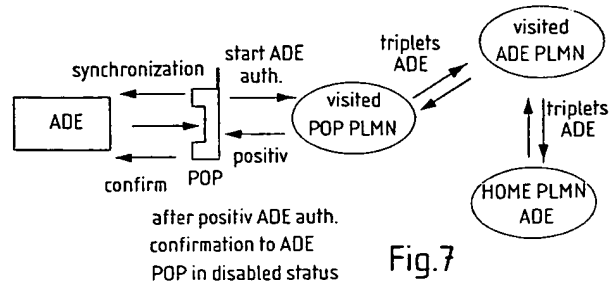 synchronization
start ADE
auth.
triplets
ADE
visited
ADE PLMN
ADE
visited
POP PLMN
triplets
ADE
confirm
POP
positiv
HOME PLMN
ADE
after positiv ADE auth.
confirmation to ADE
POP in disabled status
Fig.7